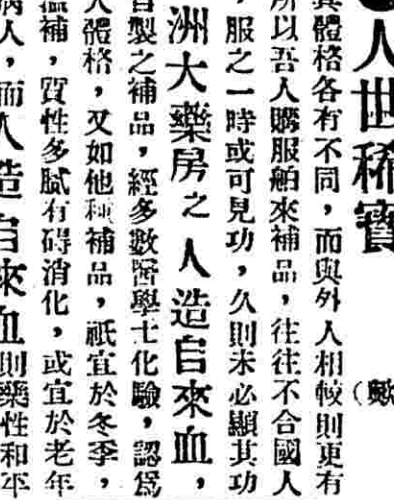 人世稀寶（歟
其體格各有不同，而與外人相較則更有
所以吾人購服舶來補品，往往不合國人
，服之一時或可見功，久則未必顯其功
洲大藥房之人造自來血，
自製之補品，經多數醫學士化驗，認爲
人體格，又如他種補品，祇宜於冬季，
溫補，質性多膩有碍消化，或宜於老年
病人，而人造自來血則藥性和平